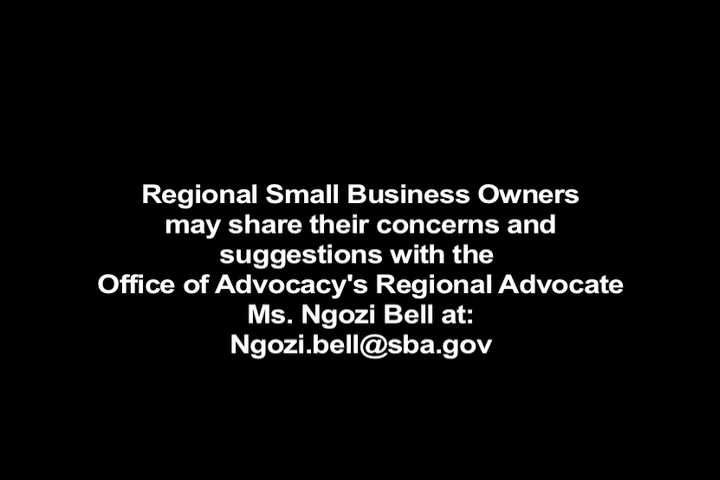 Regional Small Business Owners
may share their concerns and
suggestions with the
Office of Advocacy's Regional Advocate
Ms. Ngozi Bell at:
Ngozi.bell@sba.gov